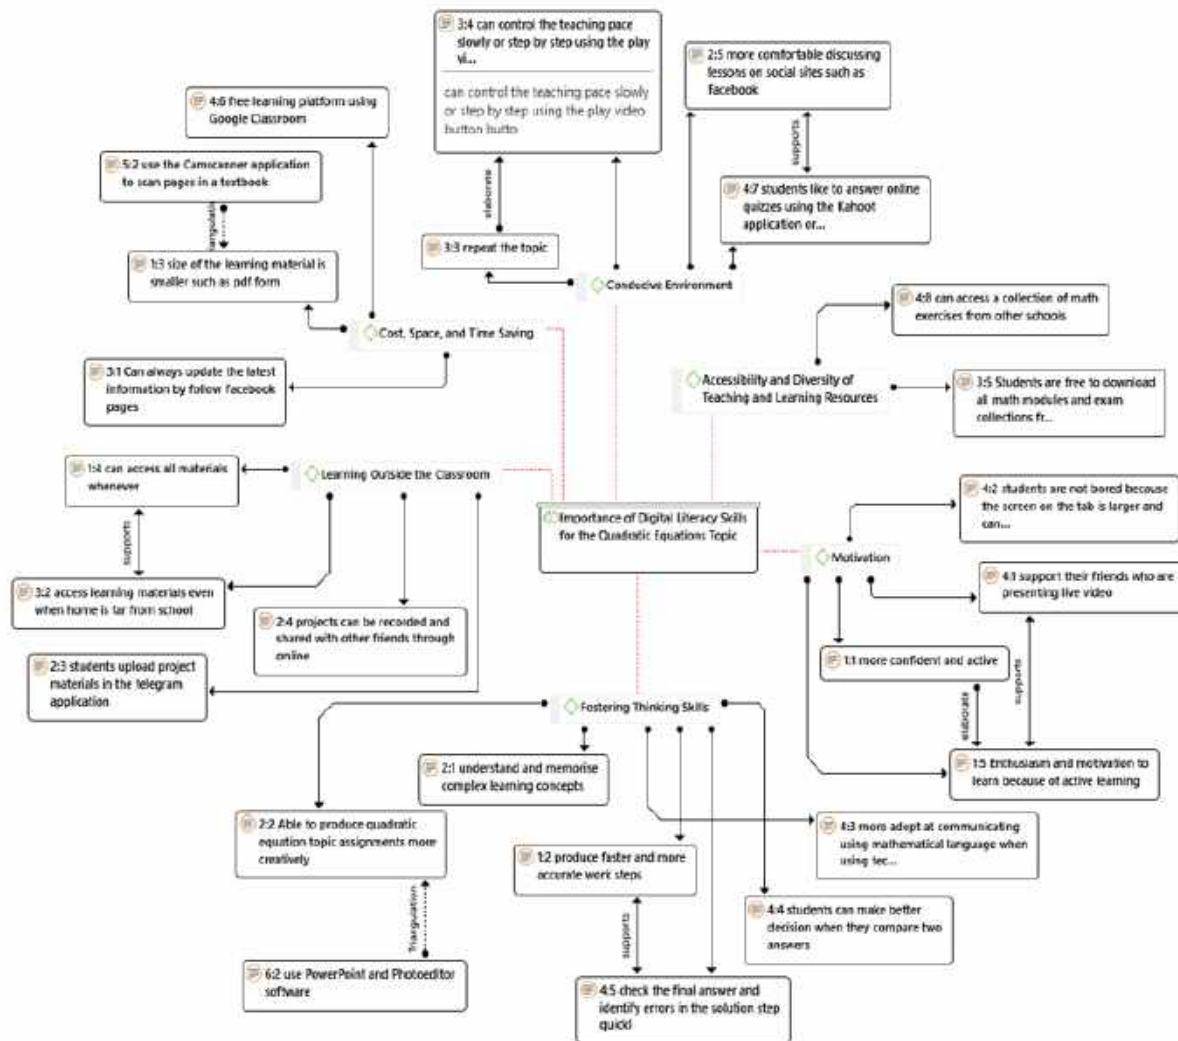 3:4 can control the teaching pace
slowly or step by step using the play
vi...
can control the teaching pace slowly
or step by step using the play video
button butto
2:5 more comfortable discussing
lessons on social sites such as
Facebook
4:6 free learning platform using
Google Classroom
supports
5:2 use the Camscanner application
to scan pages in a textbook
elaborate
4:7 students like to answer online
quizzes using the Kahoot
application or...
3:3 repeat the topic
1:3 size of the learning material is
smaller such as pdf form
Conducive Environment
4:8 can access a collection of math
exercises from other schools
Cost, Space, and Time Saving
3:1 Can always update the latest
information by follow Facebook
pages
Accessibility and Diversity of
Teaching and Learning Resources
3:5 Students are free to download
all math modules and exam
collections fr...
1:4 can access all materials
whenever
Learning Outside the Classroom
4:2 students are not bored because
the screen on the tab is larger and
can...
Importance of Digital Literacy Skills
for the Quadratic Equations Topic
supports
Motivation
3:2 access learning materials even
when home is far from school
4:1 support their friends who are
presenting live video
2:4 projects can be recorded and
shared with other friends through
online
1:1 more confident and active
2:3 students upload project
materials in the telegram
application
supports
elaborate
Fostering Thinking Skills
2:1 understand and memorise
complex learning concepts
1:5 Enthusiasm and motivation to
learn because of active learning
2:2 Able to produce quadratic
equation topic assignments more
creatively
4:3 more adept at communicating
using mathematical language when
using tec...
1:2 produce faster and more
accurate work steps
Triangulation
4:4 students can make better
decision when they compare two
answers
supports
6:2 use PowerPoint and Photoeditor
software
4:5 check the final answer and
identify errors in the solution step
quickl